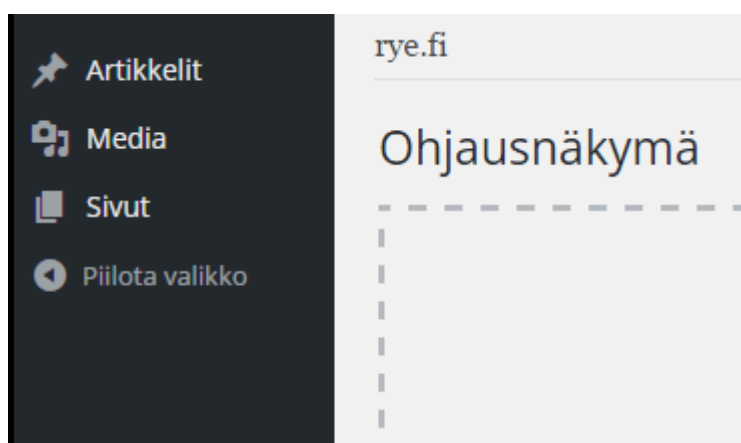 Artikkelit
Media
Sivut
Piilota valikko
rye.fi
Ohjausnäkymä